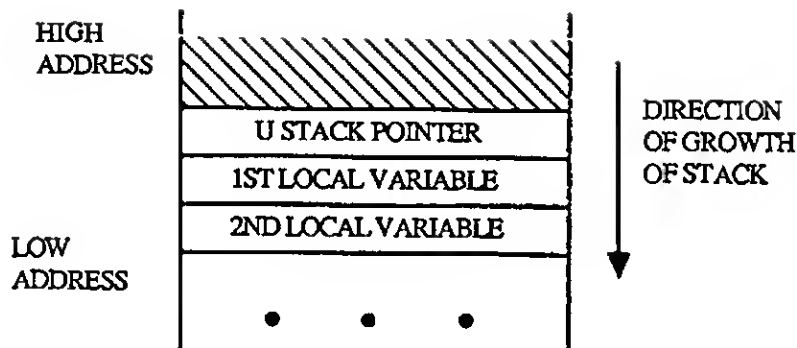 HIGH
ADDRESS
U STACK POINTER
1ST LOCAL VARIABLE
2ND LOCAL VARIABLE
DIRECTION
OF GROWTH
OF STACK
LOW
ADDRESS